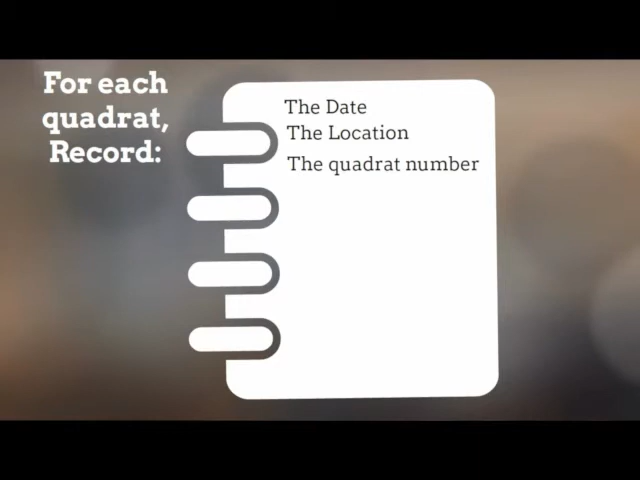 For each
quadrat,
Record:
The Date
The Location
The quadrat number